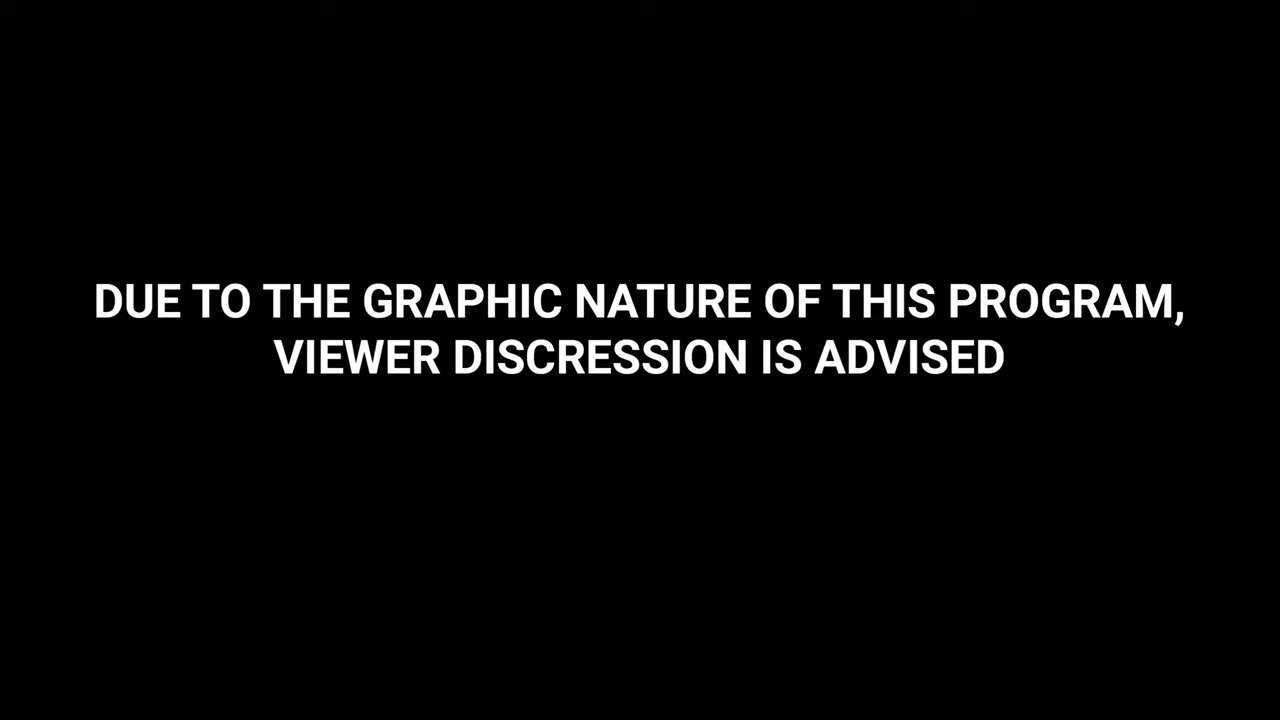 DUE TO THE GRAPHIC NATURE OF THIS PROGRAM,
VIEWER DISCRESSION IS ADVISED